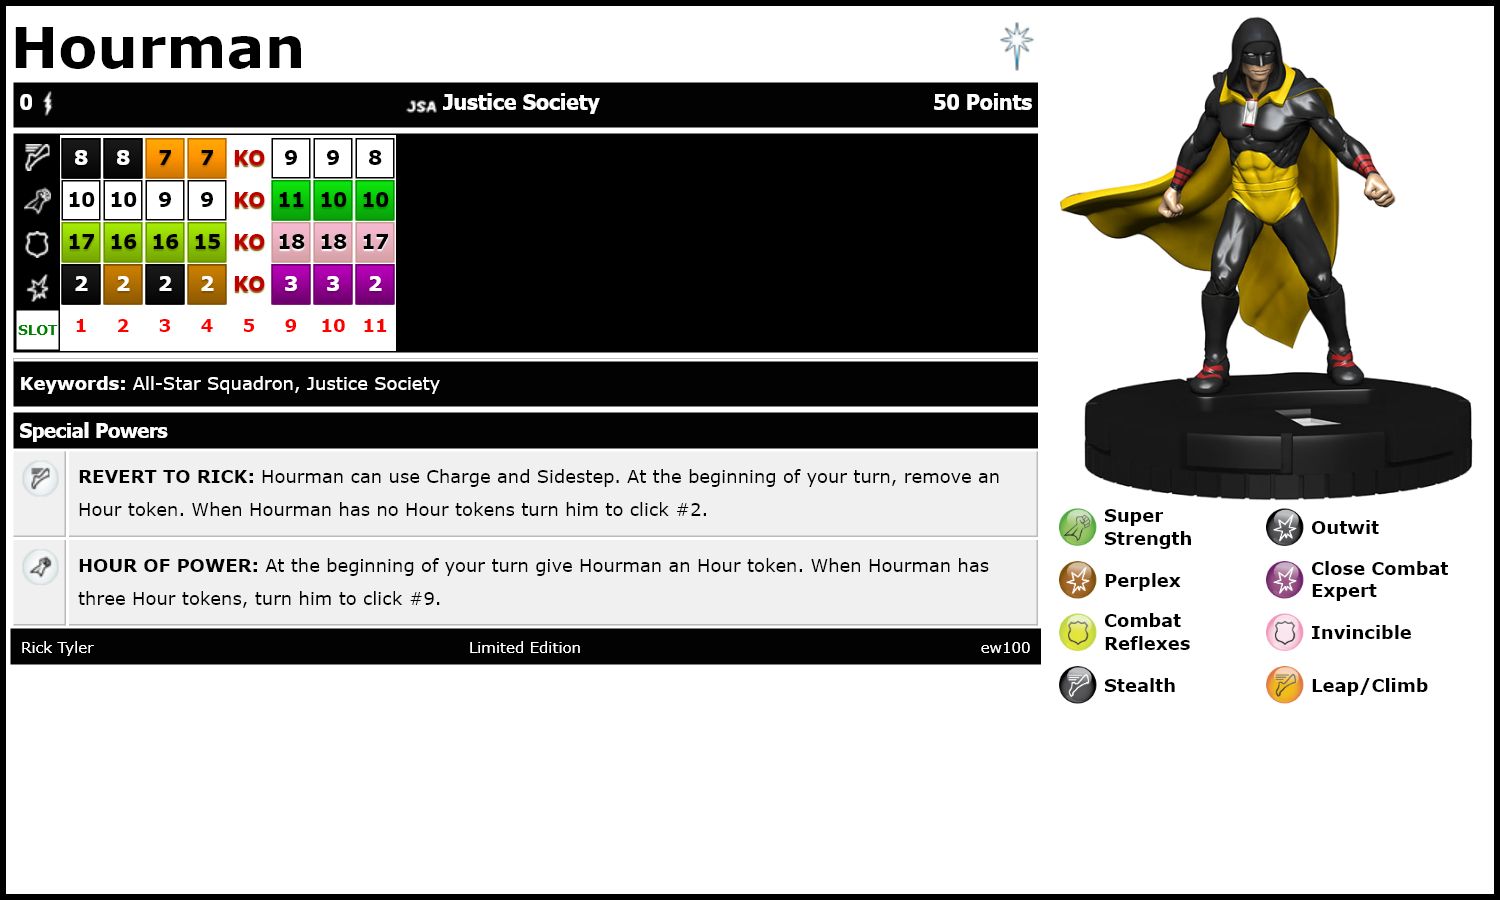 Hourman
0 JSA Justice Society 50 Points
8 8 7 7 KO 9 9 8
10 10 9 9 KO 11 10 10
17 16 16 15 KO 18 18 17
2 2 2 2 KO 3 3 2
SLOT 1 2 3 4 5 9 10 11
Keywords: All-Star Squadron, Justice Society
Special Powers
REVERT TO RICK: Hourman can use Charge and Sidestep. At the beginning of your turn, remove an
Hour token. When Hourman has no Hour tokens turn him to click #2.
HOUR OF POWER: At the beginning of your turn give Hourman an Hour token. When Hourman has
three Hour tokens, turn him to click #9.
Rick Tyler Limited Edition ew100
Super
Strength
Outwit
Perplex
Close Combat
Expert
Combat
Reflexes
Invincible
Stealth
Leap/Climb